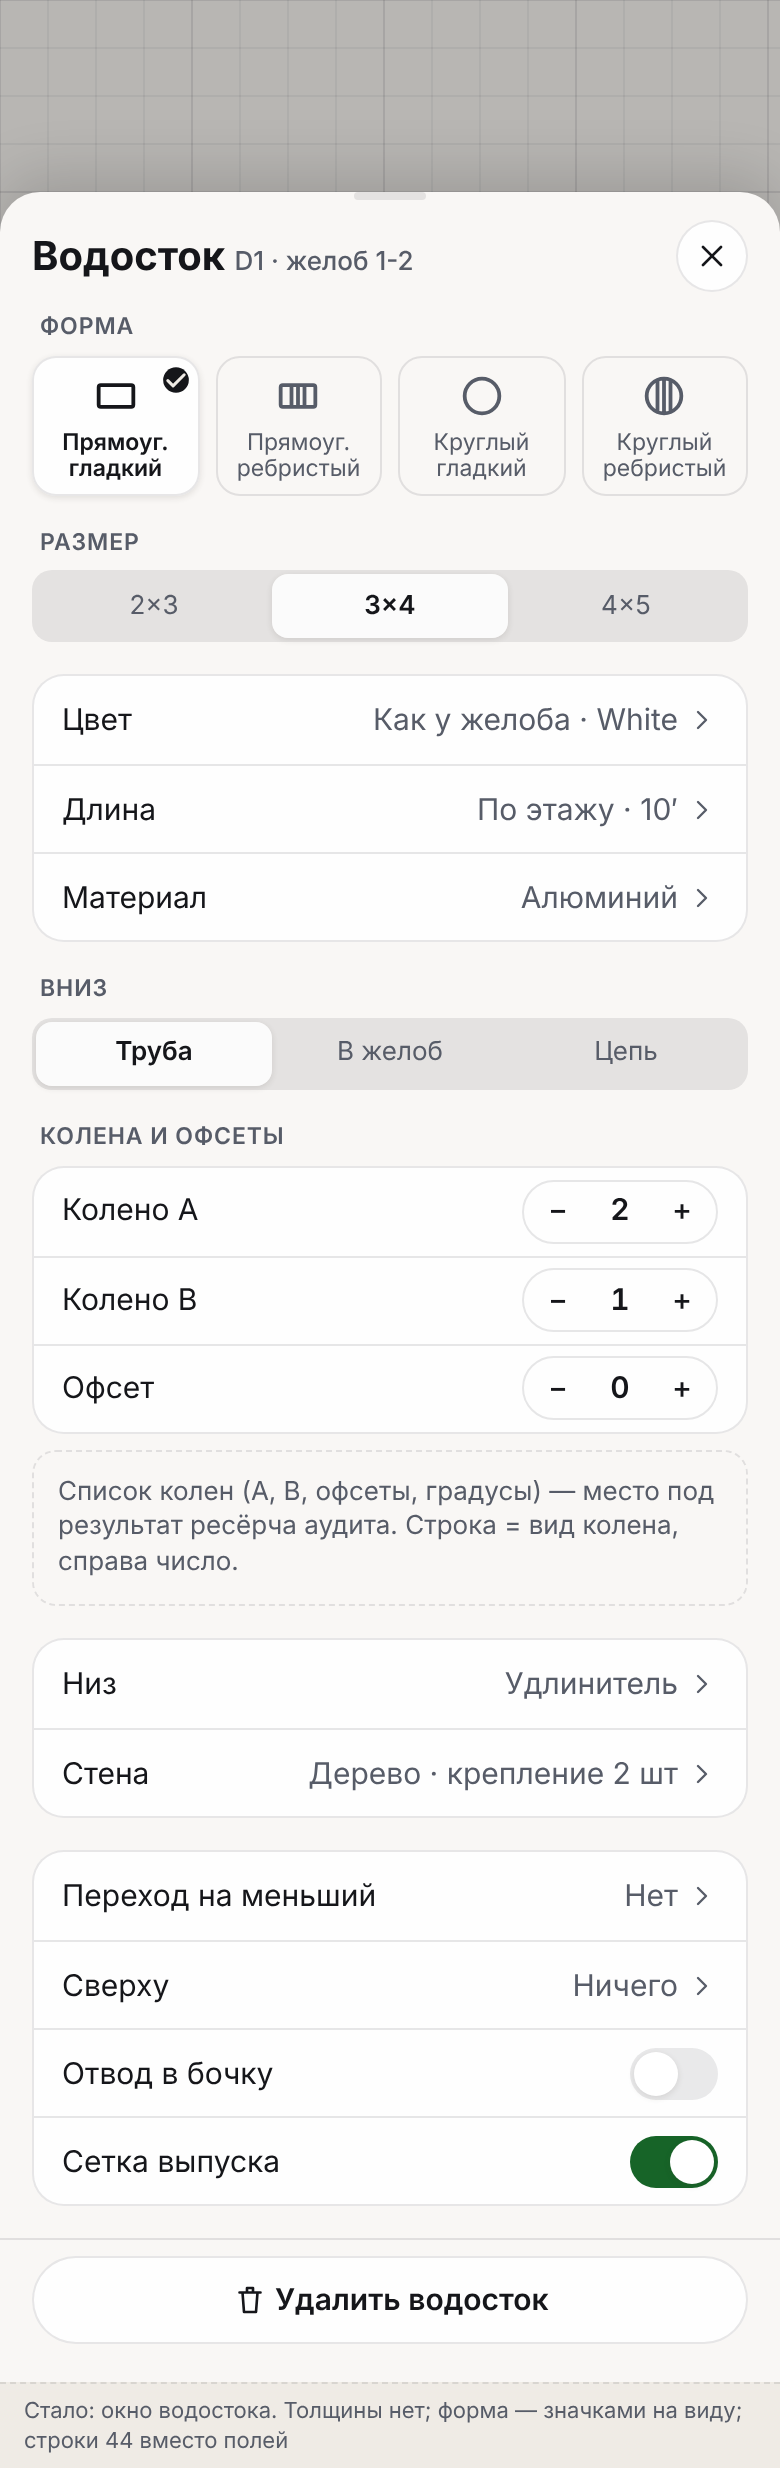 Водосток D1 · желоб 1-2
ФОРМА
Прямоуг. гладкий
Прямоуг. ребристый
Круглый гладкий
Круглый ребристый
РАЗМЕР
2×3 3×4 4×5
Цвет Как у желоба · White
Длина По этажу · 10′
Материал Алюминий
ВНИЗ
Труба В желоб Цепь
КОЛЕНА И ОФСЕТЫ
Колено A − 2 +
Колено B − 1 +
Офсет − 0 +
Список колен (A, B, офсеты, градусы) — место под
результат ресёрча аудита. Строка = вид колена,
справа число.
Низ Удлинитель
Стена Дерево · крепление 2 шт
Переход на меньший Нет
Сверху Ничего
Отвод в бочку
Сетка выпуска
Удалить водосток
Стало: окно водостока. Толщины нет; форма — значками на виду;
строки 44 вместо полей